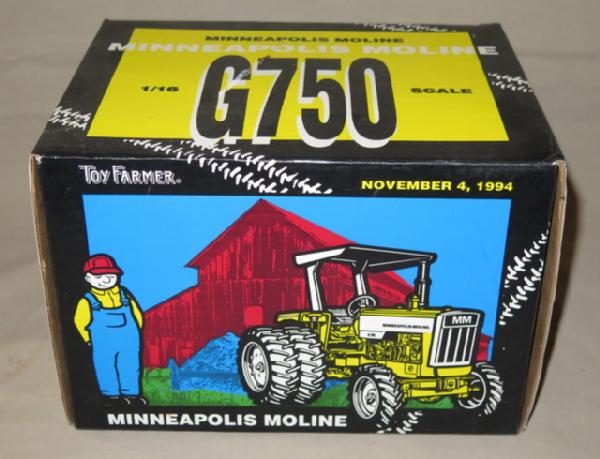 MINNEAPOLIS MOLINE
MINNEAPOLIS MOLINE
1/16 G750 SCALE
TOY FARMER®
NOVEMBER 4, 1994
MINNEAPOLIS-MOLINE
MM
MINNEAPOLIS MOLINE